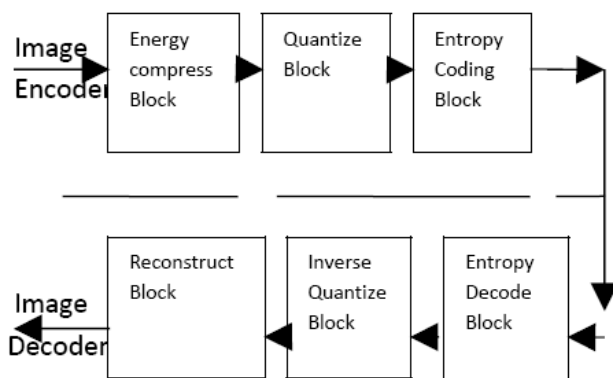 Image
Encoder
Energy
compress
Block
Quantize
Block
Entropy
Coding
Block
Reconstruct
Block
Inverse
Quantize
Block
Entropy
Decode
Block
Image
Decoder